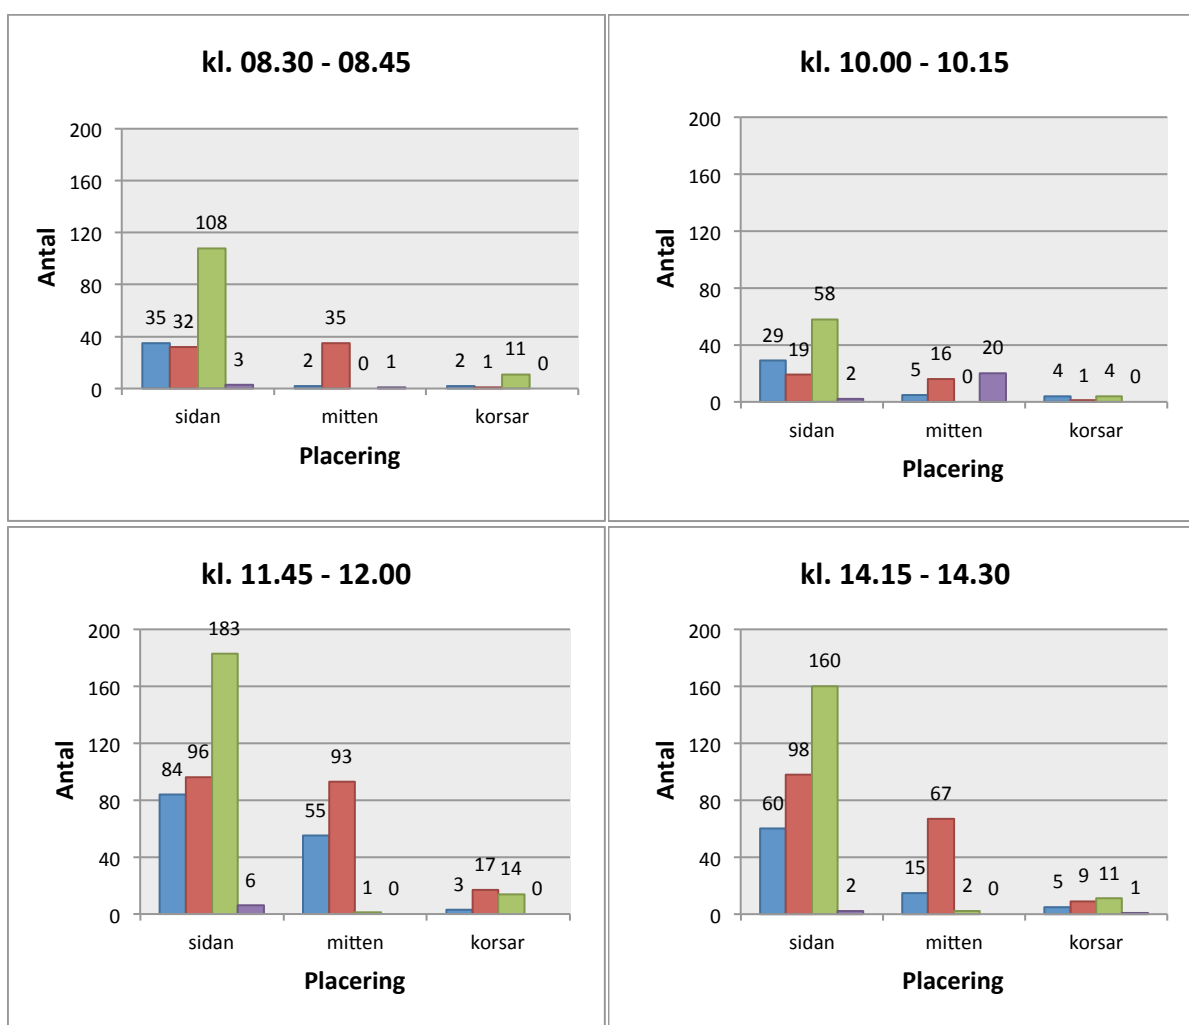 kl. 08.30 - 08.45
Antal
200
160
120
80
40
0
35 32 108 3
2 35 0 1
2 1 11 0
sidan mitten korsar
Placering
kl. 10.00 - 10.15
Antal
200
160
120
80
40
0
29 19 58 2
5 16 0 20
4 1 4 0
sidan mitten korsar
Placering
kl. 11.45 - 12.00
Antal
200
160
120
80
40
0
84 96 183 6
55 93 1 0
3 17 14 0
sidan mitten korsar
Placering
kl. 14.15 - 14.30
Antal
200
160
120
80
40
0
60 98 160 2
15 67 2 0
5 9 11 1
sidan mitten korsar
Placering